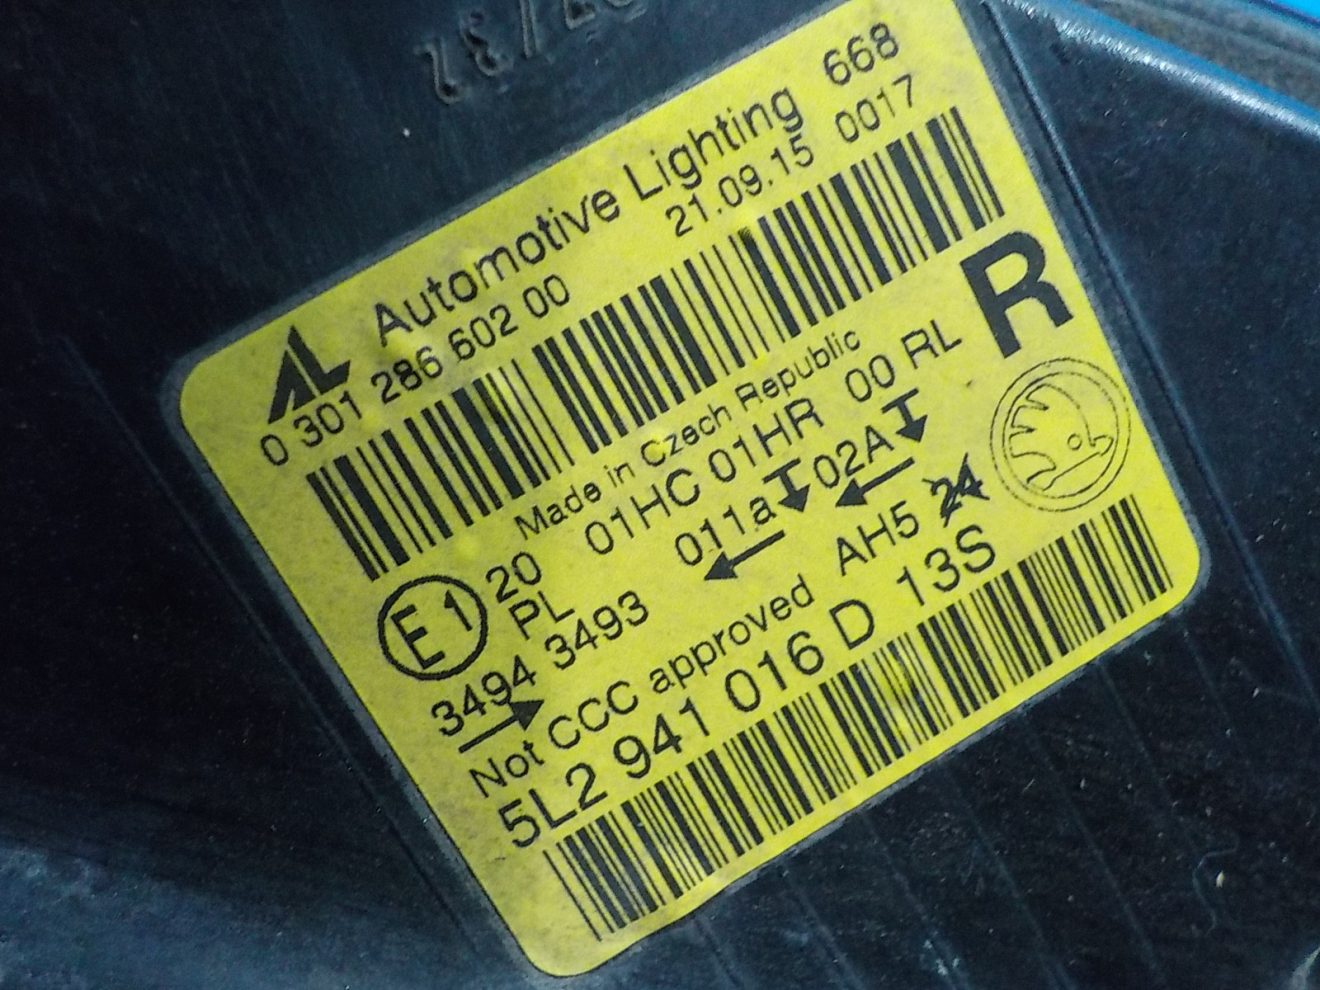 AL Automotive Lighting 668
0 301 286 602 00 21.09.15 0017
Made in Czech Republic
R
E1 20 01HC 01HR 00 RL
PL 011a 02A
3494 3493
Not CCC approved AH5 24
5L2 941 016 D 13S